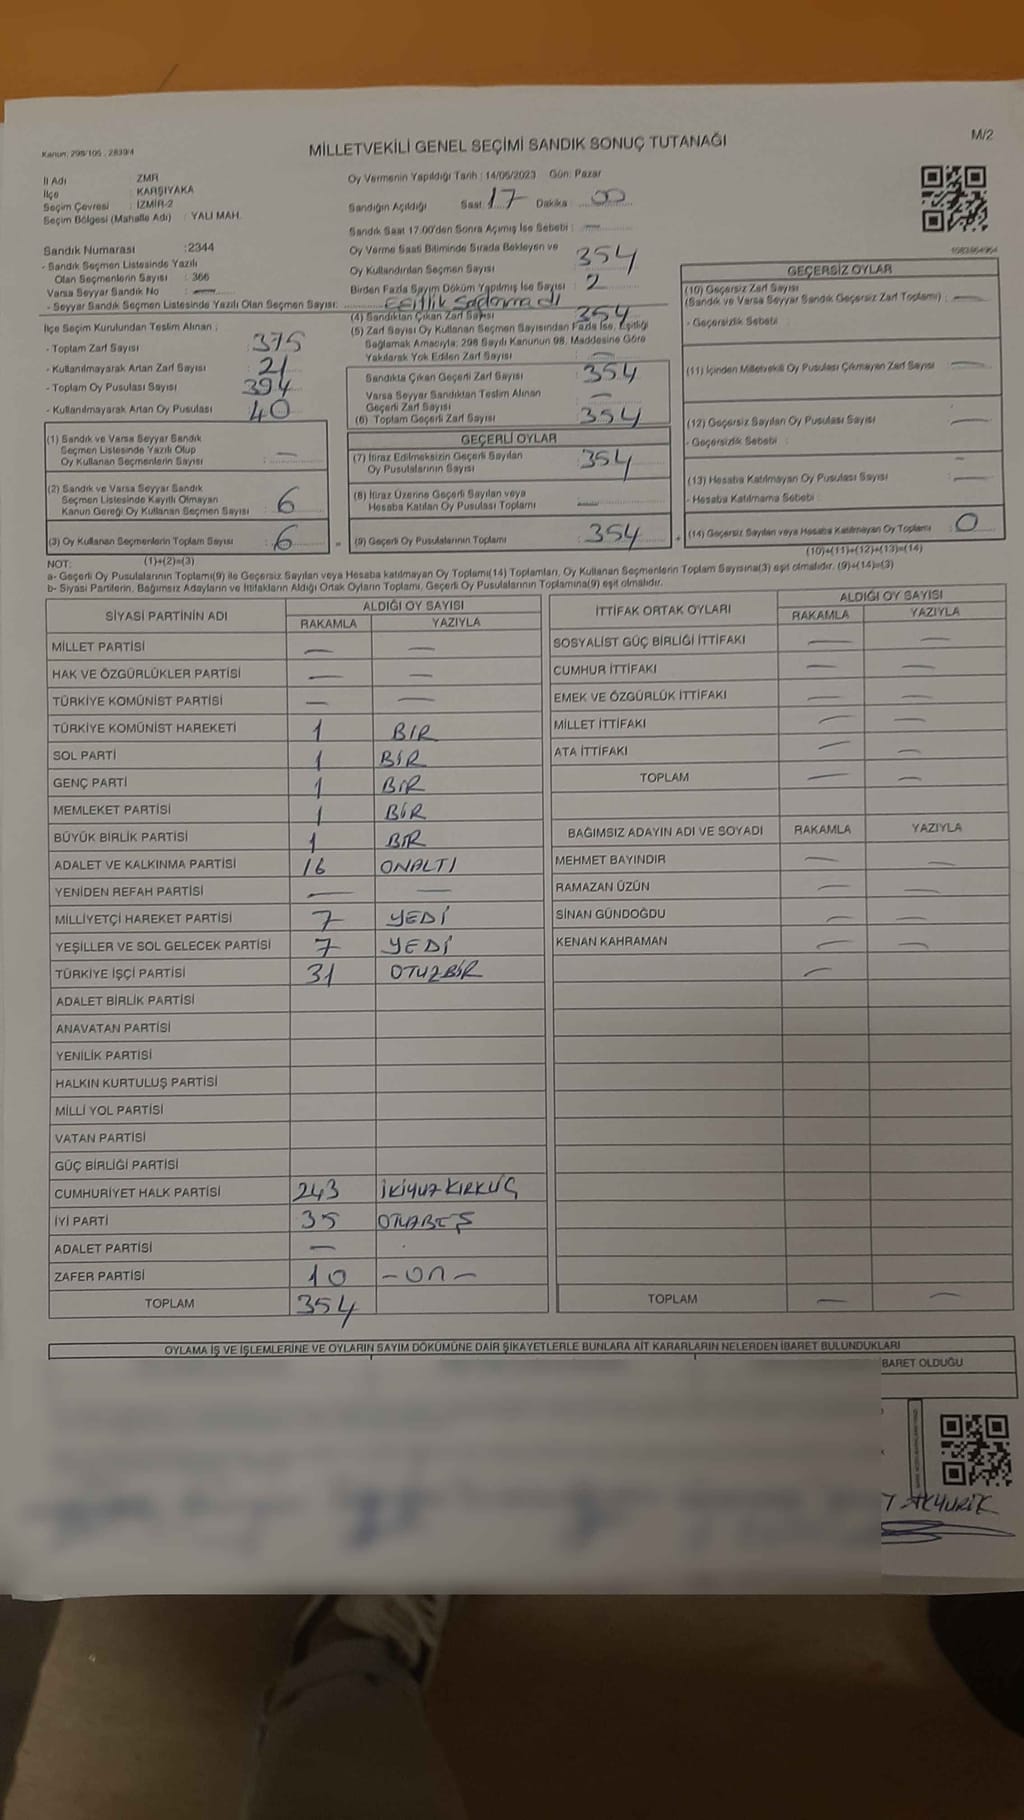 Kanun: 298/105 , 2839/4
MİLLETVEKİLİ GENEL SEÇİMİ SANDIK SONUÇ TUTANAĞI
M/2
İl Adı ZMR
İlçe KARŞIYAKA
Seçim Çevresi : İZMİR-2
Seçim Bölgesi (Mahalle Adı) : YALI MAH.
Sandık Numarası :2344
- Sandık Seçmen Listesinde Yazılı
Olan Seçmenlerin Sayısı : 366
Varsa Seyyar Sandık No : —
- Seyyar Sandık Seçmen Listesinde Yazılı Olan Seçmen Sayısı:
İlçe Seçim Kurulundan Teslim Alınan ;
- Toplam Zarf Sayısı : 375
- Kullanılmayarak Artan Zarf Sayısı : 21
- Toplam Oy Pusulası Sayısı : 394
- Kullanılmayarak Artan Oy Pusulası : 40
(1) Sandık ve Varsa Seyyar Sandık
Seçmen Listesinde Yazılı Olup
Oy Kullanan Seçmenlerin Sayısı : —
(2) Sandık ve Varsa Seyyar Sandık
Seçmen Listesinde Kayıtlı Olmayan
Kanun Gereği Oy Kullanan Seçmen Sayısı : 6
(3) Oy Kullanan Seçmenlerin Toplam Sayısı : 6
(1)+(2)=(3)
Oy Vermenin Yapıldığı Tarih : 14/05/2023 Gün: Pazar
Sandığın Açıldığı Saat : 17 Dakika : 00
Sandık Saat 17:00'den Sonra Açımış İse Sebebi : —
Oy Verme Saati Bitiminde Sırada Bekleyen ve
Oy Kullandırılan Seçmen Sayısı : 354
Birden Fazla Sayım Döküm Yapılmış İse Sayısı : 2
Eşitlik sağlanmadı
(4) Sandıktan Çıkan Zarf Sayısı : 354
(5) Zarf Sayısı Oy Kullanan Seçmen Sayısından Fazla İse, Eşitliği
Sağlamak Amacıyla; 298 Sayılı Kanunun 98. Maddesine Göre
Yakılarak Yok Edilen Zarf Sayısı : —
Sandıkta Çıkan Geçerli Zarf Sayısı : 354
Varsa Seyyar Sandıktan Teslim Alınan
Geçerli Zarf Sayısı : —
(6) Toplam Geçerli Zarf Sayısı : 354
GEÇERLİ OYLAR
(7) İtiraz Edilmeksizin Geçerli Sayılan
Oy Pusulalarının Sayısı : 354
(8) İtiraz Üzerine Geçerli Sayılan veya
Hesaba Katılan Oy Pusulası Toplamı : —
(9) Geçerli Oy Pusulalarının Toplamı : 354
GEÇERSİZ OYLAR
(10) Geçersiz Zarf Sayısı
(Sandık ve Varsa Seyyar Sandık Geçersiz Zarf Toplamı) : —
- Geçersizlik Sebebi :
(11) İçinden Milletvekili Oy Pusulası Çıkmayan Zarf Sayısı : —
(12) Geçersiz Sayılan Oy Pusulası Sayısı : —
- Geçersizlik Sebebi :
(13) Hesaba Katılmayan Oy Pusulası Sayısı : —
- Hesaba Katılmama Sebebi :
(14) Geçersiz Sayılan veya Hesaba Katılmayan Oy Toplamı : 0
(10)+(11)+(12)+(13)=(14)
NOT:
a- Geçerli Oy Pusulalarının Toplamı(9) ile Geçersiz Sayılan veya Hesaba katılmayan Oy Toplamı(14) Toplamları, Oy Kullanan Seçmenlerin Toplam Sayısına(3) eşit olmalıdır. (9)+(14)=(3)
b- Siyasi Partilerin, Bağımsız Adayların ve İttifakların Aldığı Ortak Oyların Toplamı, Geçerli Oy Pusulalarının Toplamına(9) eşit olmalıdır.
SİYASİ PARTİNİN ADI ALDIĞI OY SAYISI
RAKAMLA YAZIYLA
MİLLET PARTİSİ — —
HAK VE ÖZGÜRLÜKLER PARTİSİ — —
TÜRKİYE KOMÜNİST PARTİSİ — —
TÜRKİYE KOMÜNİST HAREKETİ 1 BİR
SOL PARTİ 1 BİR
GENÇ PARTİ 1 BİR
MEMLEKET PARTİSİ 1 BİR
BÜYÜK BİRLİK PARTİSİ 1 BİR
ADALET VE KALKINMA PARTİSİ 16 ONALTI
YENİDEN REFAH PARTİSİ — —
MİLLİYETÇİ HAREKET PARTİSİ 7 YEDİ
YEŞİLLER VE SOL GELECEK PARTİSİ 7 YEDİ
TÜRKİYE İŞÇİ PARTİSİ 31 OTUZBİR
ADALET BİRLİK PARTİSİ
ANAVATAN PARTİSİ
YENİLİK PARTİSİ
HALKIN KURTULUŞ PARTİSİ
MİLLİ YOL PARTİSİ
VATAN PARTİSİ
GÜÇ BİRLİĞİ PARTİSİ
CUMHURİYET HALK PARTİSİ 243 İKİYUZKIRKÜÇ
İYİ PARTİ 35 OTUZBEŞ
ADALET PARTİSİ —
ZAFER PARTİSİ 10 -on-
TOPLAM 354
İTTİFAK ORTAK OYLARI ALDIĞI OY SAYISI
RAKAMLA YAZIYLA
SOSYALİST GÜÇ BİRLİĞİ İTTİFAKI — —
CUMHUR İTTİFAKI — —
EMEK VE ÖZGÜRLÜK İTTİFAKI — —
MİLLET İTTİFAKI — —
ATA İTTİFAKI — —
TOPLAM — —
BAĞIMSIZ ADAYIN ADI VE SOYADI RAKAMLA YAZIYLA
MEHMET BAYINDIR — —
RAMAZAN ÜZÜN — —
SİNAN GÜNDOĞDU — —
KENAN KAHRAMAN — —
—
TOPLAM — —
OYLAMA İŞ VE İŞLEMLERİNE VE OYLARIN SAYIM DÖKÜMÜNE DAİR ŞİKAYETLERLE BUNLARA AİT KARARLARIN NELERDEN İBARET BULUNDUKLARI
BARET OLDUĞU
AKYÜREK